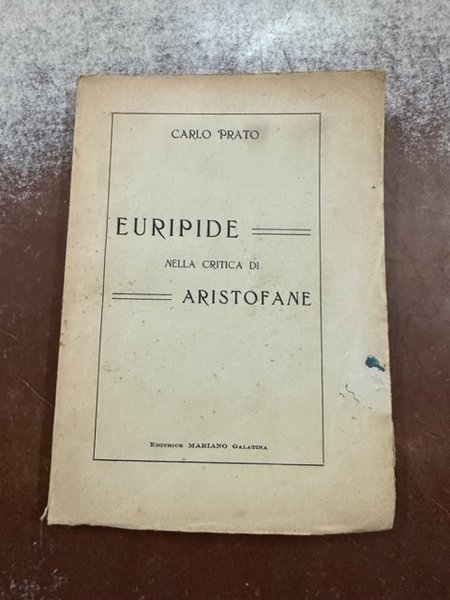 CARLO PRATO
EURIPIDE
NELLA CRITICA DI
ARISTOFANE
EDITRICE MARIANO GALATINA